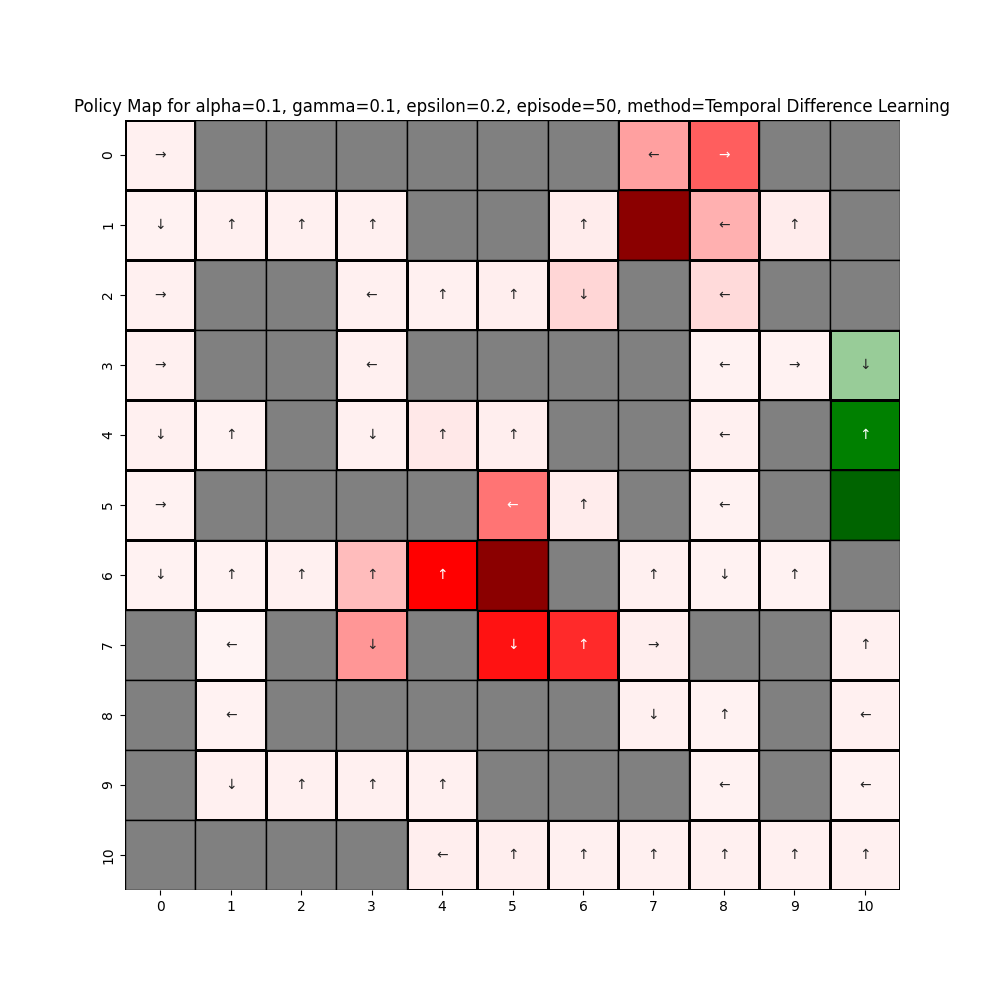 Policy Map for alpha=0.1, gamma=0.1, epsilon=0.2, episode=50, method=Temporal Difference Learning
0 → ← →
1 ↓ ↑ ↑ ↑ ↑ ← ↑
2 → ← ↑ ↑ ↓ ←
3 → ← ← → ↓
4 ↓ ↑ ↓ ↑ ↑ ← ↑
5 → ← ↑ ←
6 ↓ ↑ ↑ ↑ ↑ ↑ ↓ ↑
7 ← ↓ ↓ ↑ → ↑
8 ← ↓ ↑ ←
9 ↓ ↑ ↑ ↑ ← ←
10 ← ↑ ↑ ↑ ↑ ↑ ↑
0 1 2 3 4 5 6 7 8 9 10